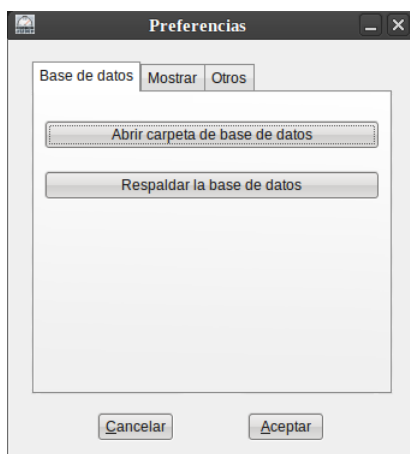 Preferencias
Base de datos Mostrar Otros
Abrir carpeta de base de datos
Respaldar la base de datos
Cancelar Aceptar